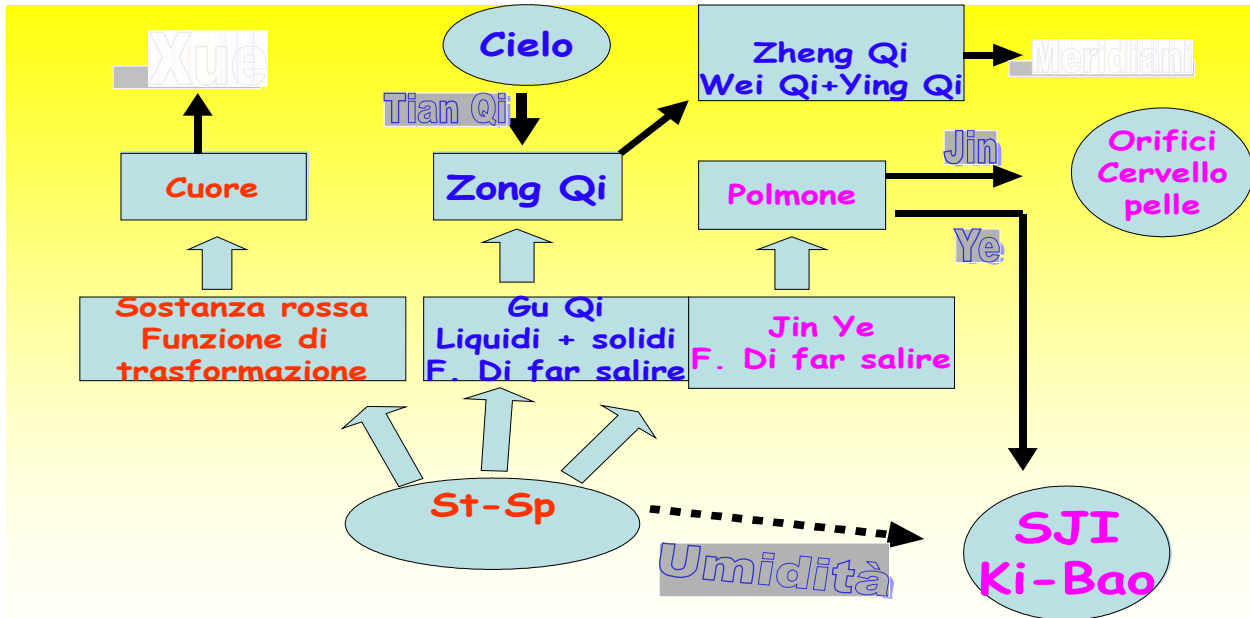 Xue
Cielo
Zheng Qi
Wei Qi+Ying Qi
Meridiani
Tian Qi
Cuore
Zong Qi
Polmone
Jin
Orifici
Cervello
pelle
Ye
Sostanza rossa
Funzione di
trasformazione
Gu Qi
Liquidi + solidi
F. Di far salire
Jin Ye
F. Di far salire
St-Sp
Umidità
SJI
Ki-Bao